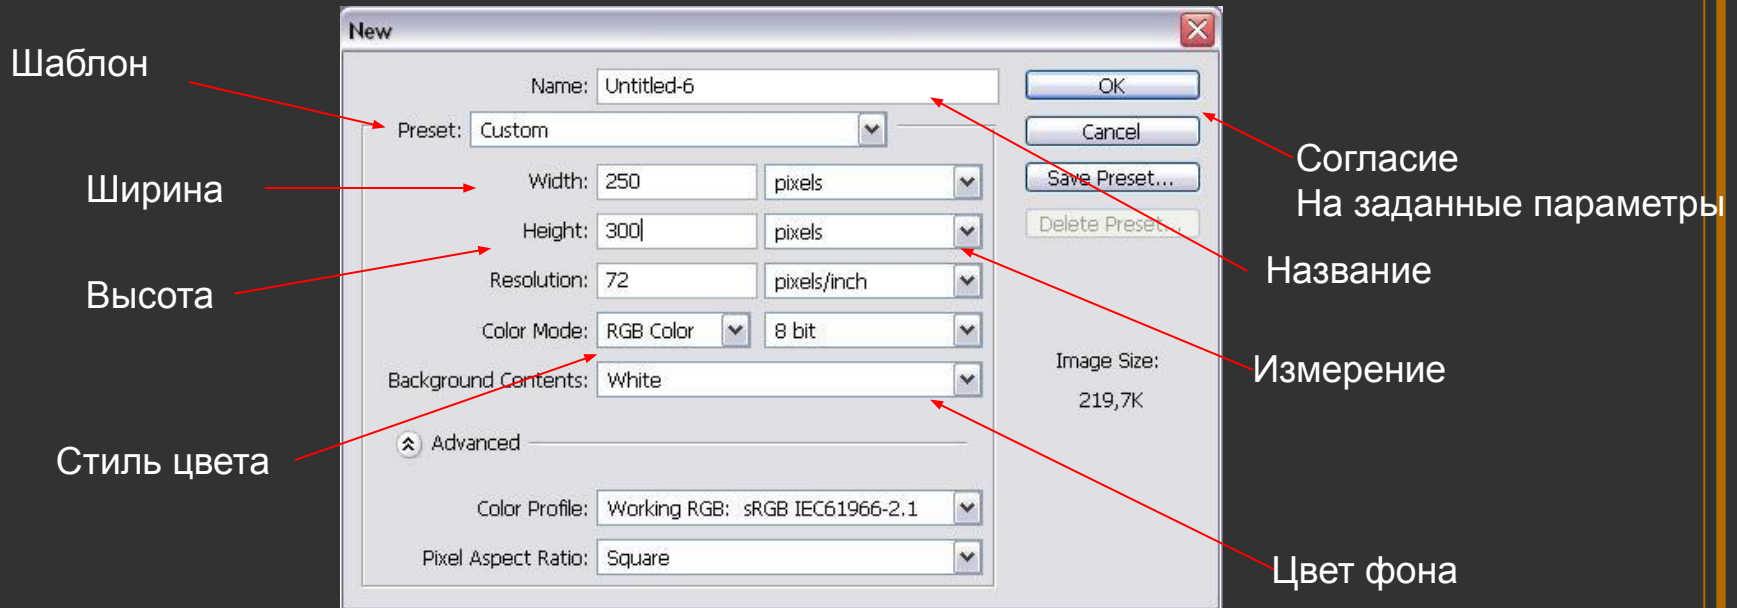 New
Шаблон
Name: Untitled-6
OK
Preset: Custom
Cancel
Согласие
На заданные параметры
Ширина
Width: 250 pixels
Save Preset...
Height: 300 pixels
Delete Preset...
Название
Высота
Resolution: 72 pixels/inch
Color Mode: RGB Color 8 bit
Image Size:
219,7K
Измерение
Background Contents: White
Advanced
Стиль цвета
Color Profile: Working RGB: sRGB IEC61966-2.1
Pixel Aspect Ratio: Square
Цвет фона